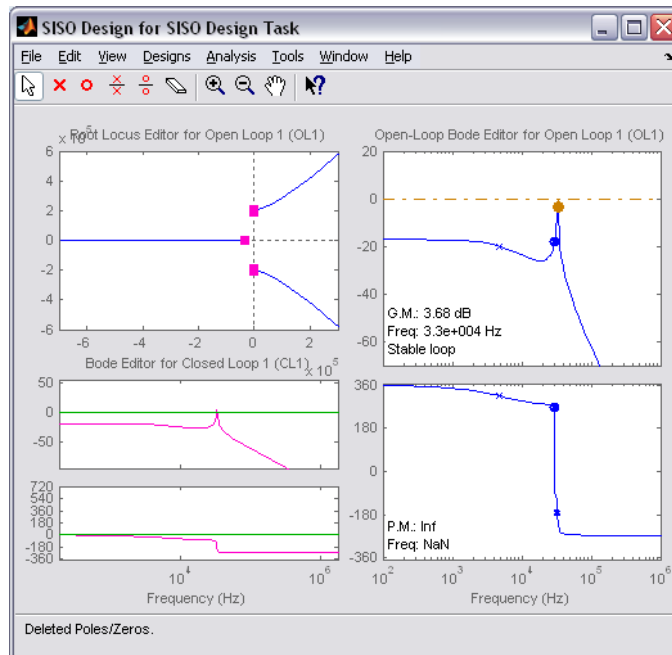 SISO Design for SISO Design Task
File Edit View Designs Analysis Tools Window Help
x 10^5
Root Locus Editor for Open Loop 1 (OL1)
6
4
2
0
-2
-4
-6
-6 -4 -2 0 2
x 10^5
Bode Editor for Closed Loop 1 (CL1)
50
0
-50
720
540
360
180
0
-180
-360
10^4 10^6
Frequency (Hz)
Open-Loop Bode Editor for Open Loop 1 (OL1)
20
0
-20
-40
-60
G.M.: 3.68 dB
Freq: 3.3e+004 Hz
Stable loop
360
180
0
-180
-360
P.M.: Inf
Freq: NaN
10^2 10^3 10^4 10^5 10^6
Frequency (Hz)
Deleted Poles/Zeros.